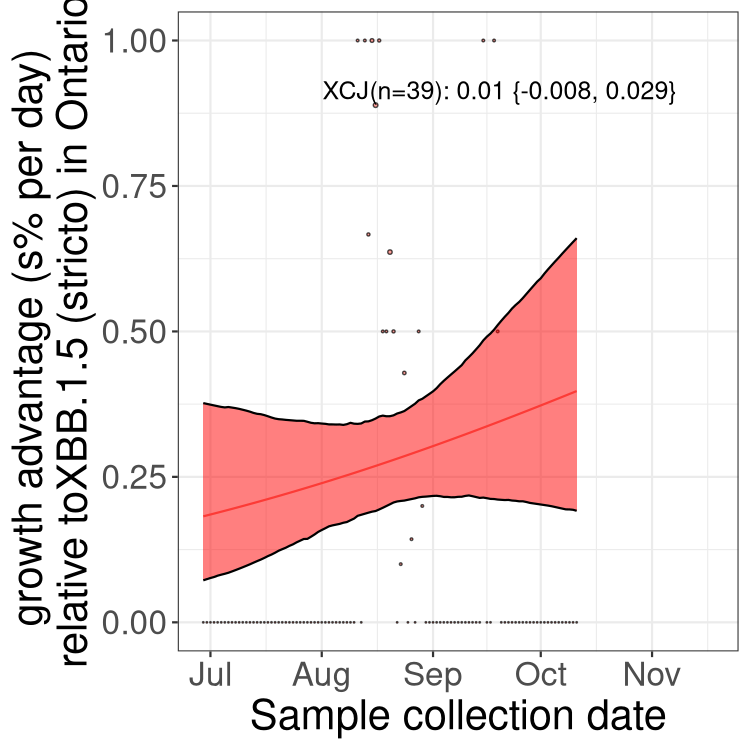 growth advantage (s% per day)
relative toXBB.1.5 (stricto) in Ontario
1.00
0.75
0.50
0.25
0.00
XCJ(n=39): 0.01 {-0.008, 0.029}
Jul
Aug
Sep
Oct
Nov
Sample collection date